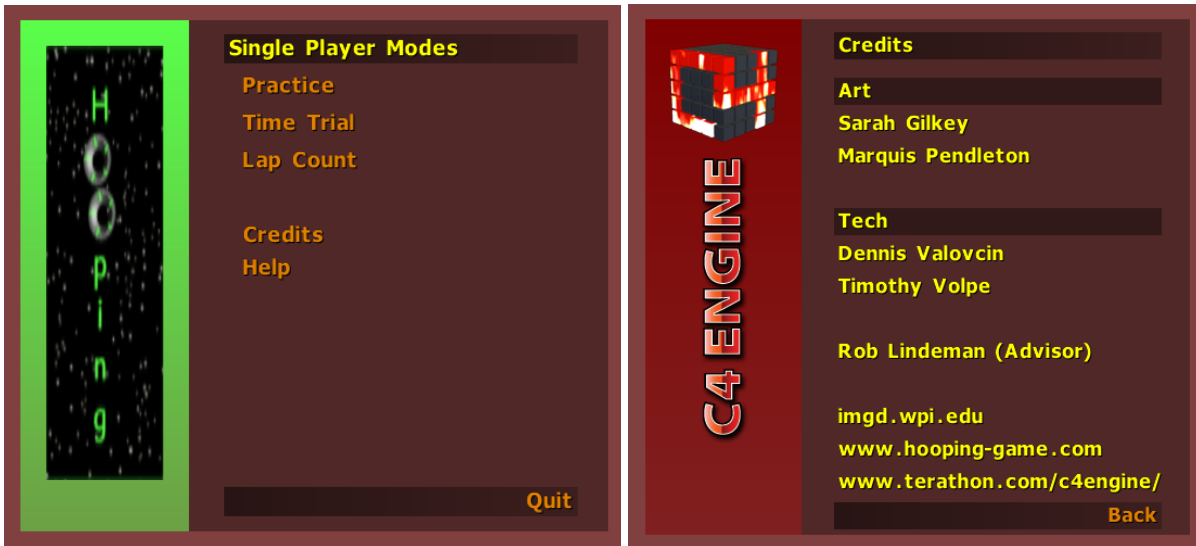 Hooping
Single Player Modes
Practice
Time Trial
Lap Count
Credits
Help
Quit
C4 ENGINE
Credits
Art
Sarah Gilkey
Marquis Pendleton
Tech
Dennis Valovcin
Timothy Volpe
Rob Lindeman (Advisor)
imgd.wpi.edu
www.hooping-game.com
www.terathon.com/c4engine/
Back